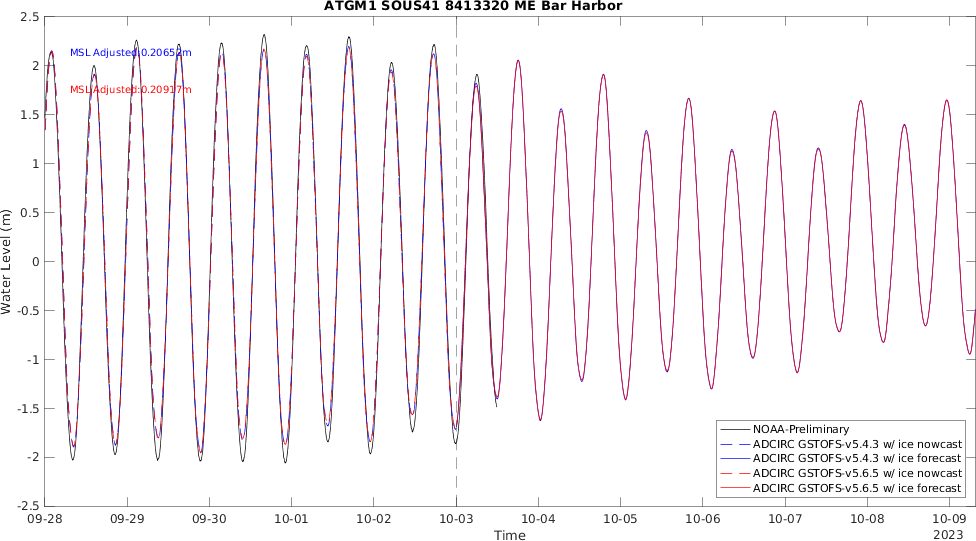 ATGM1 SOUS41 8413320 ME Bar Harbor
2.5
2
1.5
1
0.5
0
-0.5
-1
-1.5
-2
-2.5
Water Level (m)
MSL Adjusted:0.20652m
MSL Adjusted:0.20917m
NOAA-Preliminary
ADCIRC GSTOFS-v5.4.3 w/ ice nowcast
ADCIRC GSTOFS-v5.4.3 w/ ice forecast
ADCIRC GSTOFS-v5.6.5 w/ ice nowcast
ADCIRC GSTOFS-v5.6.5 w/ ice forecast
09-28 09-29 09-30 10-01 10-02 10-03 10-04 10-05 10-06 10-07 10-08 10-09
Time
2023